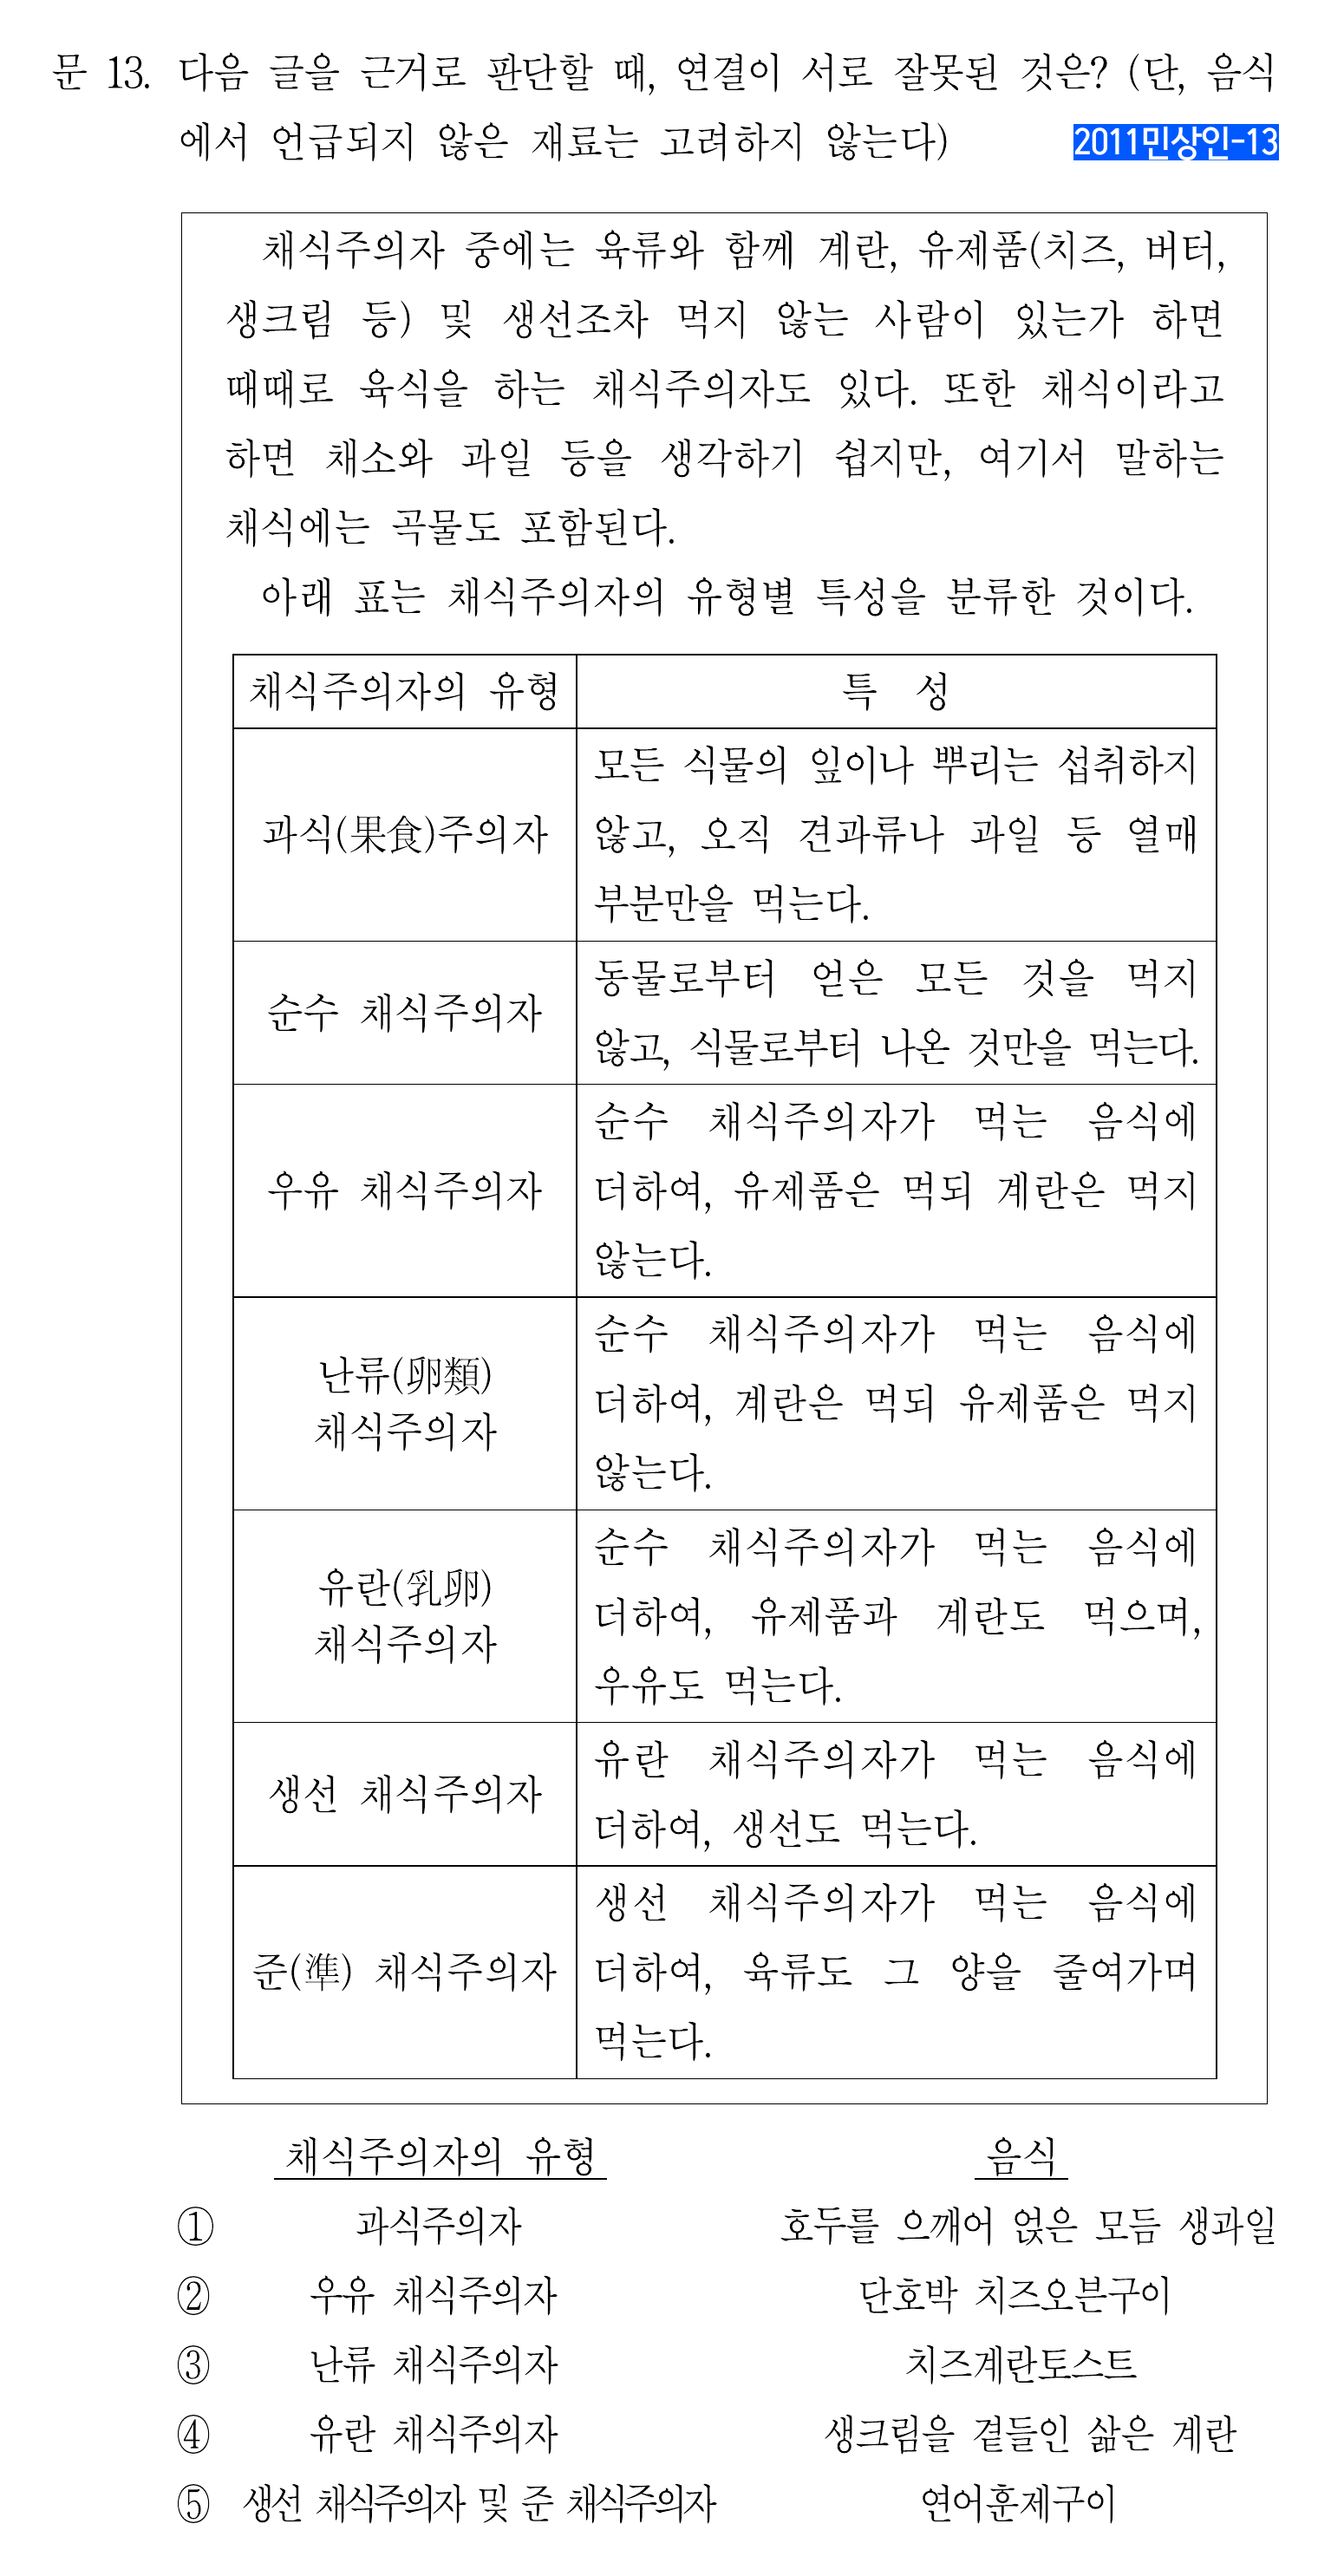 문 13. 다음 글을 근거로 판단할 때, 연결이 서로 잘못된 것은? (단, 음식
에서 언급되지 않은 재료는 고려하지 않는다)
2011민상인-13
채식주의자 중에는 육류와 함께 계란, 유제품(치즈, 버터,
생크림 등) 및 생선조차 먹지 않는 사람이 있는가 하면
때때로 육식을 하는 채식주의자도 있다. 또한 채식이라고
하면 채소와 과일 등을 생각하기 쉽지만, 여기서 말하는
채식에는 곡물도 포함된다.
아래 표는 채식주의자의 유형별 특성을 분류한 것이다.
채식주의자의 유형 특 성
과식(果食)주의자
모든 식물의 잎이나 뿌리는 섭취하지
않고, 오직 견과류나 과일 등 열매
부분만을 먹는다.
순수 채식주의자
동물로부터 얻은 모든 것을 먹지
않고, 식물로부터 나온 것만을 먹는다.
우유 채식주의자
순수 채식주의자가 먹는 음식에
더하여, 유제품은 먹되 계란은 먹지
않는다.
난류(卵類)
채식주의자
순수 채식주의자가 먹는 음식에
더하여, 계란은 먹되 유제품은 먹지
않는다.
유란(乳卵)
채식주의자
순수 채식주의자가 먹는 음식에
더하여, 유제품과 계란도 먹으며,
우유도 먹는다.
생선 채식주의자
유란 채식주의자가 먹는 음식에
더하여, 생선도 먹는다.
준(準) 채식주의자
생선 채식주의자가 먹는 음식에
더하여, 육류도 그 양을 줄여가며
먹는다.
채식주의자의 유형 음식
① 과식주의자 호두를 으깨어 얹은 모듬 생과일
② 우유 채식주의자 단호박 치즈오븐구이
③ 난류 채식주의자 치즈계란토스트
④ 유란 채식주의자 생크림을 곁들인 삶은 계란
⑤ 생선 채식주의자 및 준 채식주의자 연어훈제구이